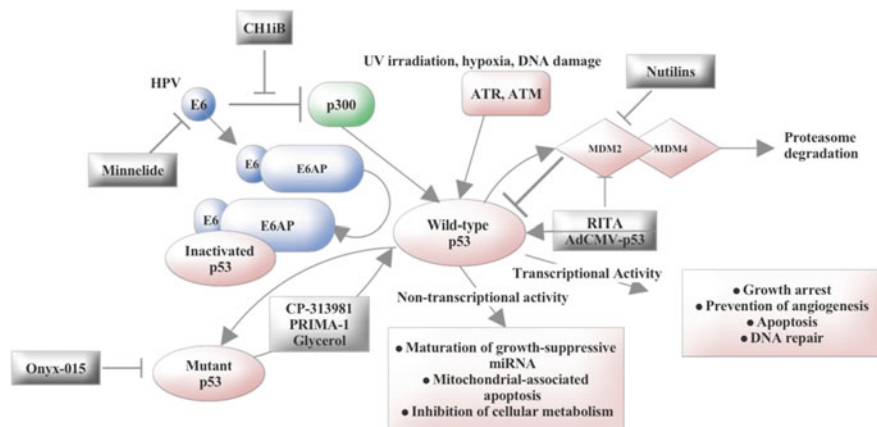 CH1iB
UV irradiation, hypoxia, DNA damage
Nutilins
HPV
E6
p300
ATR, ATM
Minnelide
E6
E6AP
MDM2
MDM4
Proteasome
degradation
E6
E6AP
Inactivated
p53
Wild-type
p53
RITA
AdCMV-p53
Transcriptional Activity
Non-transcriptional activity
CP-313981
PRIMA-1
Glycerol
● Growth arrest
● Prevention of angiogenesis
● Apoptosis
● DNA repair
Onyx-015
Mutant
p53
● Maturation of growth-suppressive
miRNA
● Mitochondrial-associated
apoptosis
● Inhibition of cellular metabolism